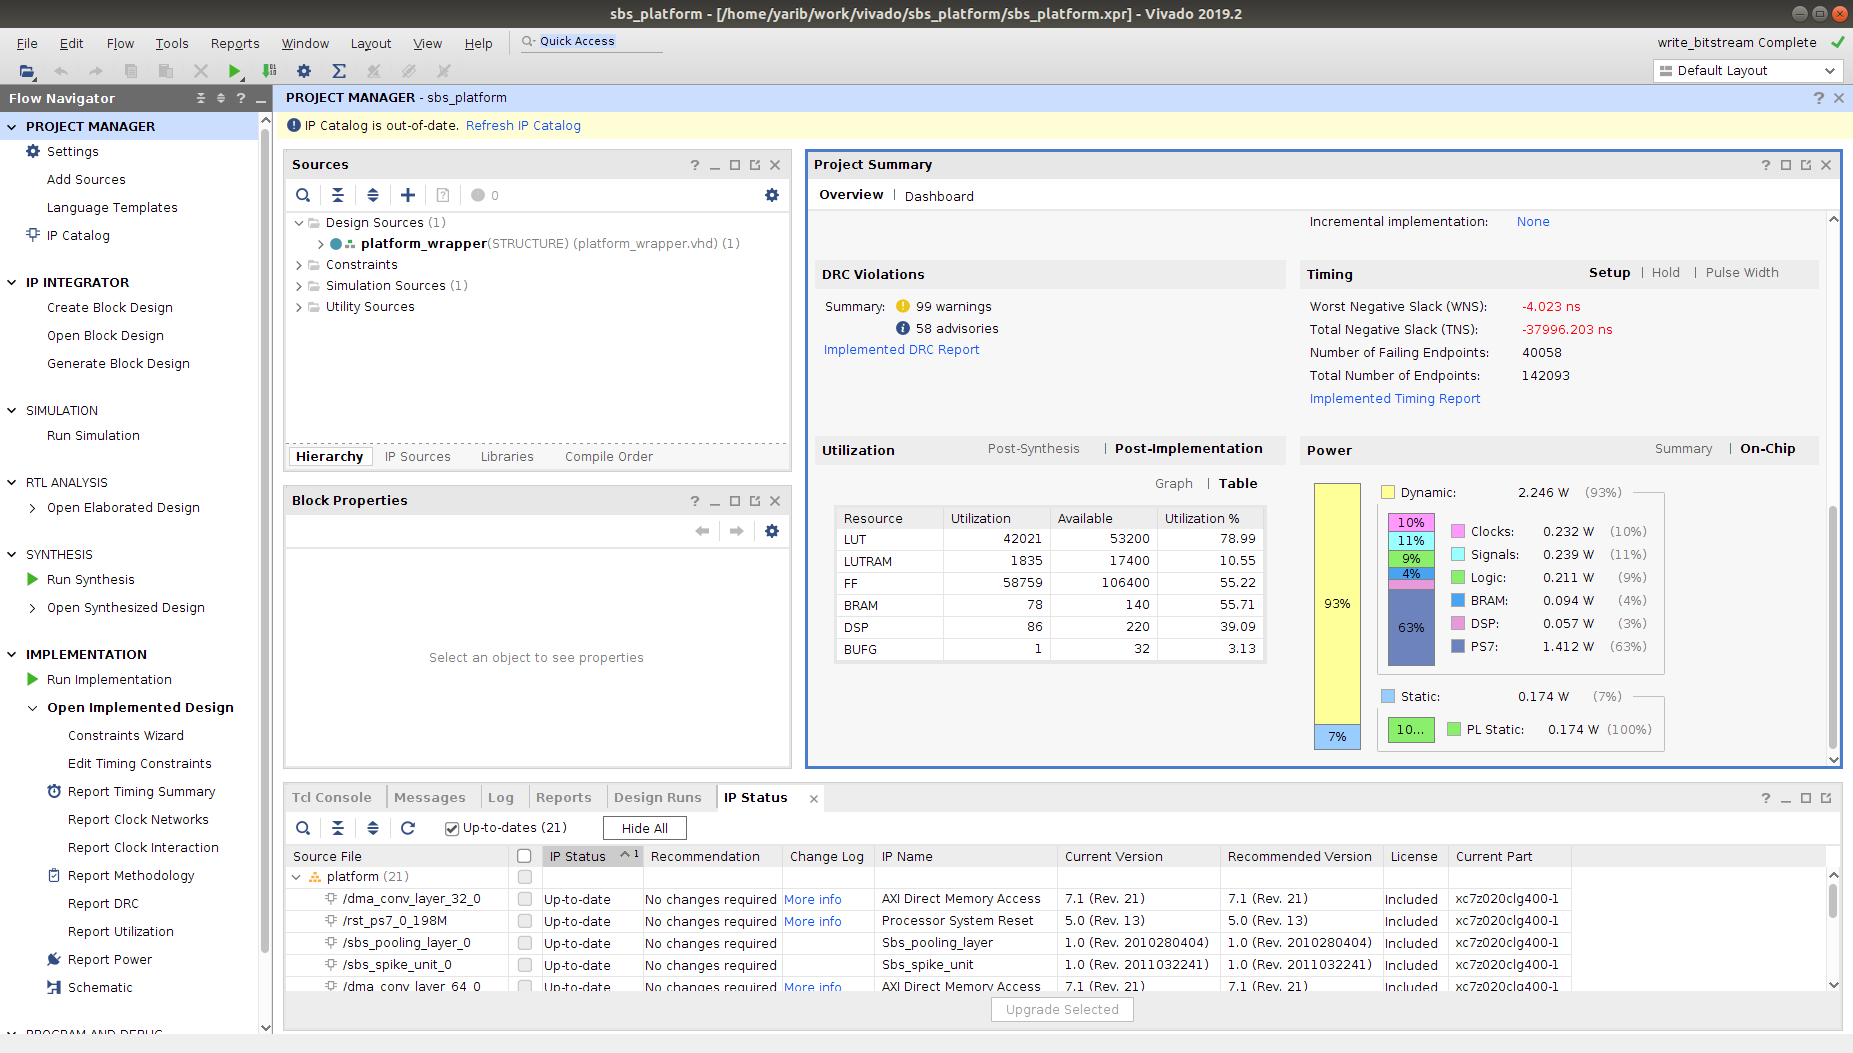 sbs_platform - [/home/yarib/work/vivado/sbs_platform/sbs_platform.xpr] - Vivado 2019.2
File Edit Flow Tools Reports Window Layout View Help Quick Access
write_bitstream Complete
Default Layout
Flow Navigator
PROJECT MANAGER
Settings
Add Sources
Language Templates
IP Catalog
IP INTEGRATOR
Create Block Design
Open Block Design
Generate Block Design
SIMULATION
Run Simulation
RTL ANALYSIS
Open Elaborated Design
SYNTHESIS
Run Synthesis
Open Synthesized Design
IMPLEMENTATION
Run Implementation
Open Implemented Design
Constraints Wizard
Edit Timing Constraints
Report Timing Summary
Report Clock Networks
Report Clock Interaction
Report Methodology
Report DRC
Report Utilization
Report Power
Schematic
PROGRAM AND DEBUG
PROJECT MANAGER - sbs_platform
IP Catalog is out-of-date. Refresh IP Catalog
Sources
0
Design Sources (1)
platform_wrapper(STRUCTURE) (platform_wrapper.vhd) (1)
Constraints
Simulation Sources (1)
Utility Sources
Hierarchy IP Sources Libraries Compile Order
Block Properties
Select an object to see properties
Project Summary
Overview | Dashboard
Incremental implementation: None
DRC Violations
Summary: 99 warnings
58 advisories
Implemented DRC Report
Timing Setup | Hold | Pulse Width
Worst Negative Slack (WNS): -4.023 ns
Total Negative Slack (TNS): -37996.203 ns
Number of Failing Endpoints: 40058
Total Number of Endpoints: 142093
Implemented Timing Report
Utilization Post-Synthesis | Post-Implementation
Graph | Table
Resource Utilization Available Utilization %
LUT 42021 53200 78.99
LUTRAM 1835 17400 10.55
FF 58759 106400 55.22
BRAM 78 140 55.71
DSP 86 220 39.09
BUFG 1 32 3.13
Power Summary | On-Chip
93%
7%
Dynamic: 2.246 W (93%)
10%
11%
9%
4%
63%
Clocks: 0.232 W (10%)
Signals: 0.239 W (11%)
Logic: 0.211 W (9%)
BRAM: 0.094 W (4%)
DSP: 0.057 W (3%)
PS7: 1.412 W (63%)
Static: 0.174 W (7%)
10...
PL Static: 0.174 W (100%)
Tcl Console Messages Log Reports Design Runs IP Status
Up-to-dates (21) Hide All
Source File IP Status 1 Recommendation Change Log IP Name Current Version Recommended Version License Current Part
platform (21)
/dma_conv_layer_32_0 Up-to-date No changes required More info AXI Direct Memory Access 7.1 (Rev. 21) 7.1 (Rev. 21) Included xc7z020clg400-1
/rst_ps7_0_198M Up-to-date No changes required More info Processor System Reset 5.0 (Rev. 13) 5.0 (Rev. 13) Included xc7z020clg400-1
/sbs_pooling_layer_0 Up-to-date No changes required Sbs_pooling_layer 1.0 (Rev. 2010280404) 1.0 (Rev. 2010280404) Included xc7z020clg400-1
/sbs_spike_unit_0 Up-to-date No changes required Sbs_spike_unit 1.0 (Rev. 2011032241) 1.0 (Rev. 2011032241) Included xc7z020clg400-1
/dma_conv_layer_64_0 Up-to-date No changes required More info AXI Direct Memory Access 7.1 (Rev. 21) 7.1 (Rev. 21) Included xc7z020clg400-1
Upgrade Selected